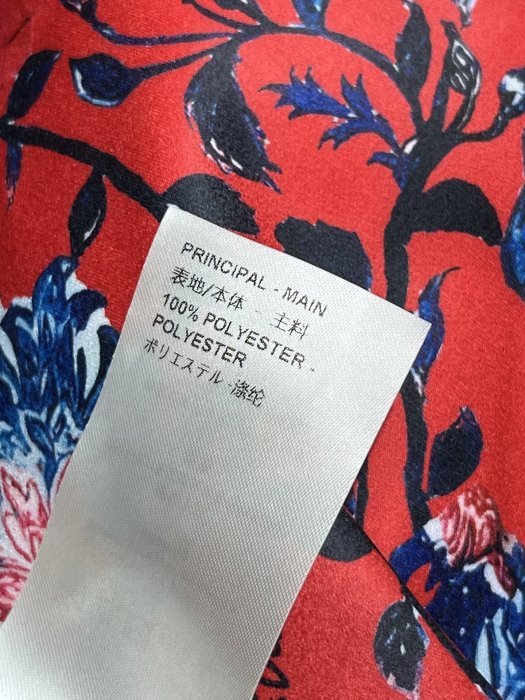 PRINCIPAL - MAIN
表地/本体 - 主料
100% POLYESTER -
POLYESTER
ポリエステル - 涤纶